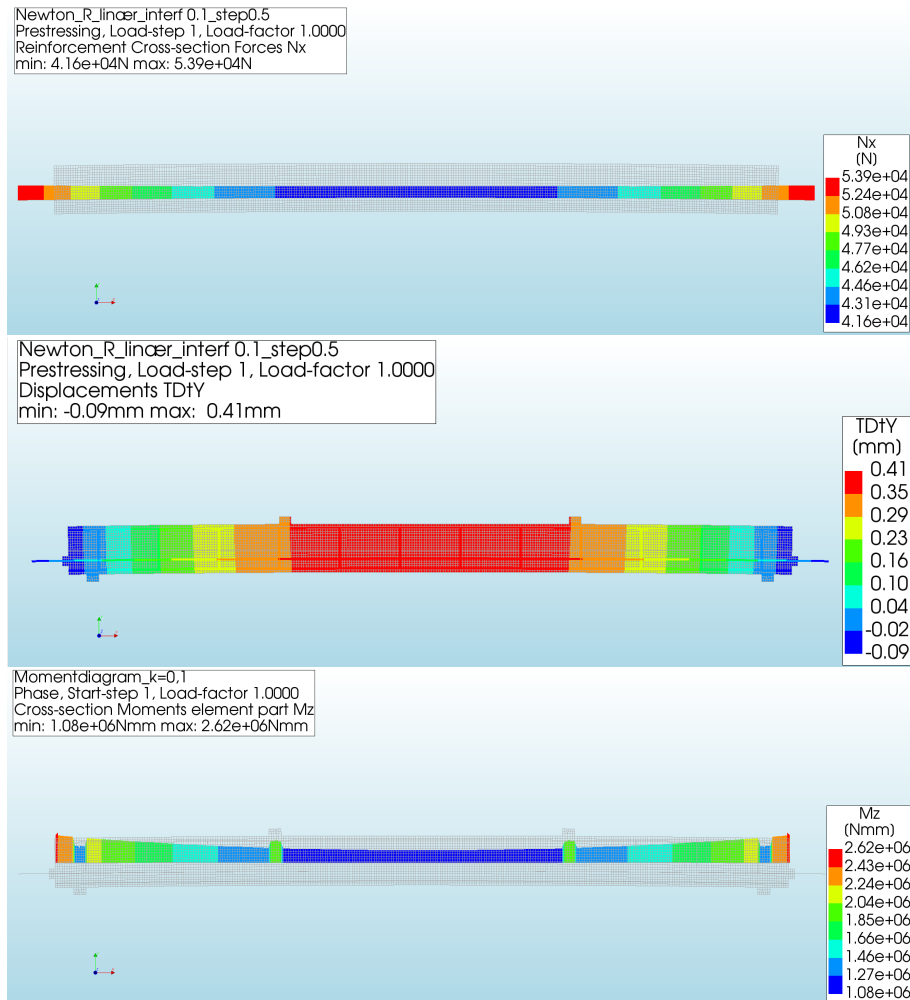 Newton_R_linær_interf 0.1_step0.5
Prestressing, Load-step 1, Load-factor 1.0000
Reinforcement Cross-section Forces Nx
min: 4.16e+04N max: 5.39e+04N
Nx
(N)
5.39e+04
5.24e+04
5.08e+04
4.93e+04
4.77e+04
4.62e+04
4.46e+04
4.31e+04
4.16e+04
Newton_R_linær_interf 0.1_step0.5
Prestressing, Load-step 1, Load-factor 1.0000
Displacements TDtY
min: -0.09mm max: 0.41mm
TDtY
(mm)
0.41
0.35
0.29
0.23
0.16
0.10
0.04
-0.02
-0.09
Momentdiagram_k=0,1
Phase, Start-step 1, Load-factor 1.0000
Cross-section Moments element part Mz
min: 1.08e+06Nmm max: 2.62e+06Nmm
Mz
(Nmm)
2.62e+06
2.43e+06
2.24e+06
2.04e+06
1.85e+06
1.66e+06
1.46e+06
1.27e+06
1.08e+06